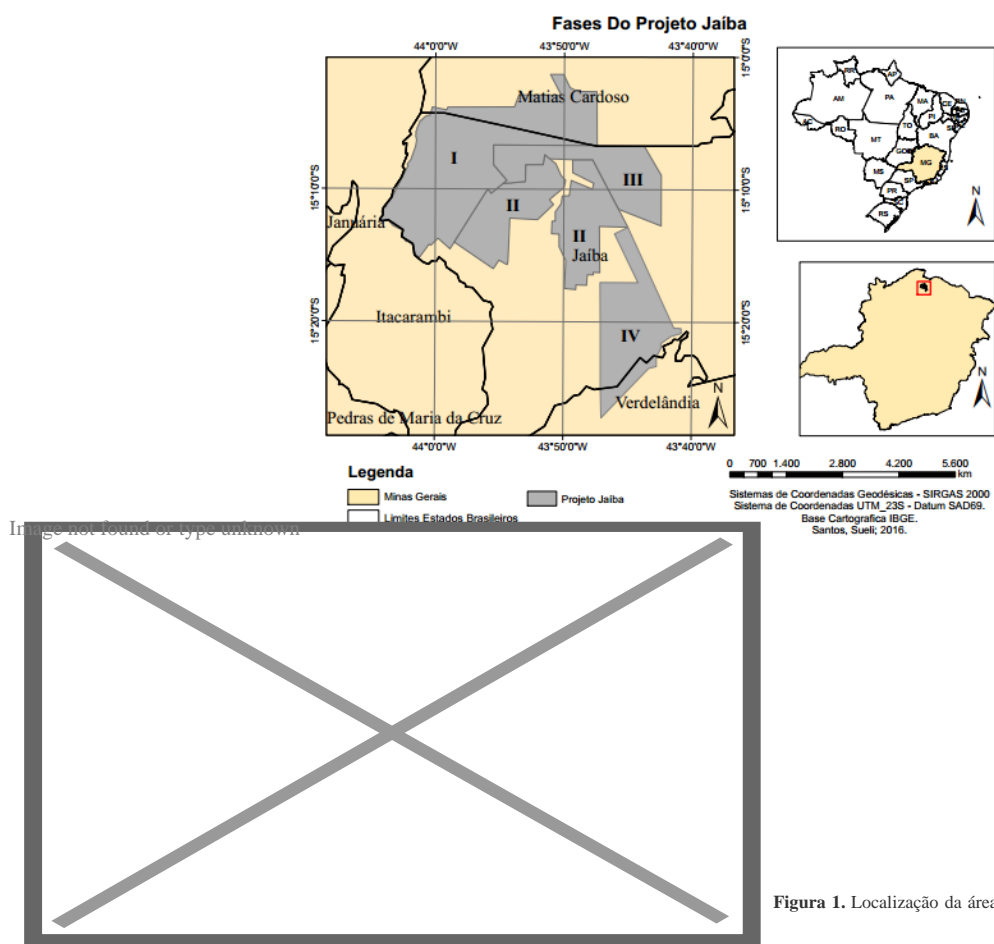 Fases Do Projeto Jaíba
44°0'0"W 43°50'0"W 43°40'0"W
15°0'0"S
15°0'0"S
Matias Cardoso
I
III
15°10'0"S
15°10'0"S
II
Januária
II
Jaíba
Itacarambi
15°20'0"S
15°20'0"S
IV
N
Verdelândia
Pedras de Maria da Cruz
44°0'0"W 43°50'0"W 43°40'0"W
RR
AP
AM
PA
MA
CE
PI
AC
RO
TO
MT
BA
MG
MS
SP
PR
RS
N
N
Legenda
Minas Gerais
Projeto Jaíba
Limites Estados Brasileiros
0 700 1.400 2.800 4.200 5.600
km
Sistemas de Coordenadas Geodésicas - SIRGAS 2000
Sistema de Coordenadas UTM_23S - Datum SAD69.
Base Cartografica IBGE.
Santos, Sueli; 2016.
Image not found or type unknown
Figura 1. Localização da área